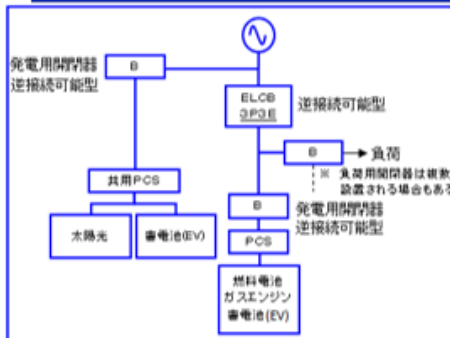 発電用開閉器
逆接続可能型
B
ELCB
3P3E
逆接続可能型
B
負荷
※ 負荷用開閉器は複数
設置される場合もある
共用PCS
太陽光
蓄電池(EV)
B
発電用開閉器
逆接続可能型
PCS
燃料電池
ガスエンジン
蓄電池(EV)